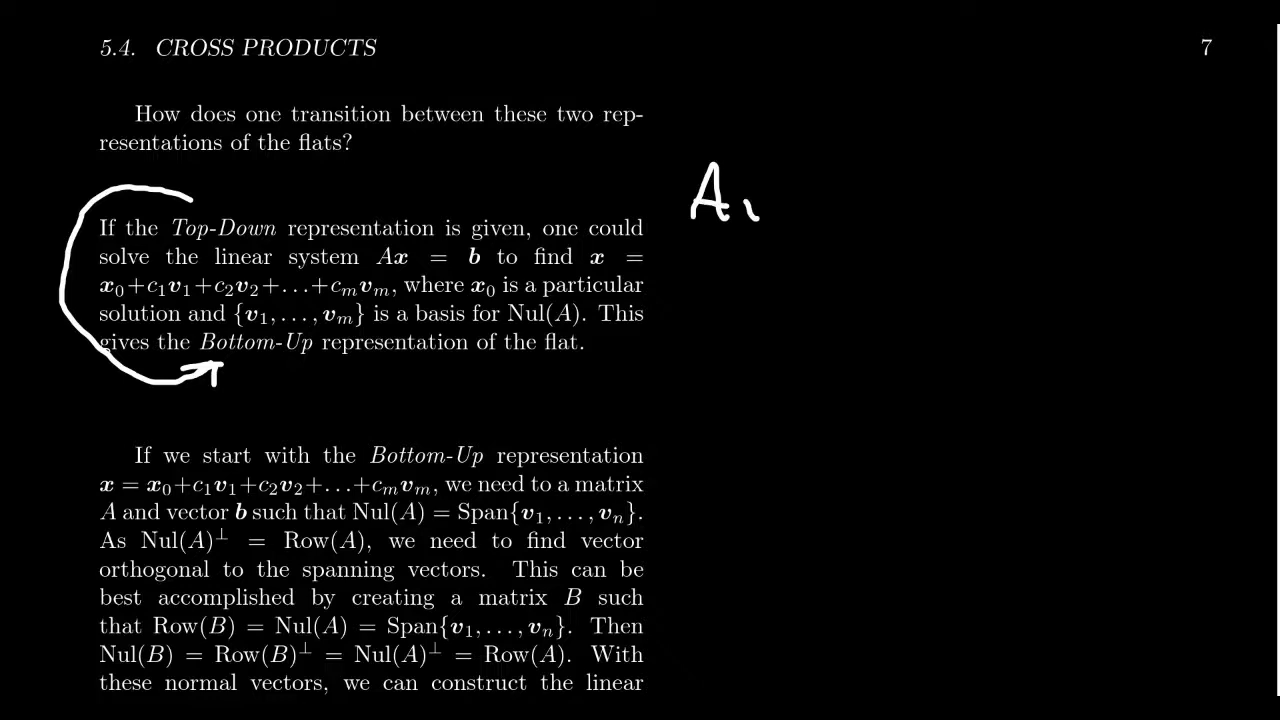 5.4. CROSS PRODUCTS 7
How does one transition between these two rep-
resentations of the flats?
If the Top-Down representation is given, one could
solve the linear system Ax = b to find x =
x₀+c₁v₁+c₂v₂+...+cₘvₘ, where x₀ is a particular
solution and {v₁, ..., vₘ} is a basis for Nul(A). This
gives the Bottom-Up representation of the flat.
If we start with the Bottom-Up representation
x = x₀+c₁v₁+c₂v₂+...+cₘvₘ, we need to a matrix
A and vector b such that Nul(A) = Span{v₁, ..., vₙ}.
As Nul(A)^⊥ = Row(A), we need to find vector
orthogonal to the spanning vectors. This can be
best accomplished by creating a matrix B such
that Row(B) = Nul(A) = Span{v₁, ..., vₙ}. Then
Nul(B) = Row(B)^⊥ = Nul(A)^⊥ = Row(A). With
these normal vectors, we can construct the linear
A